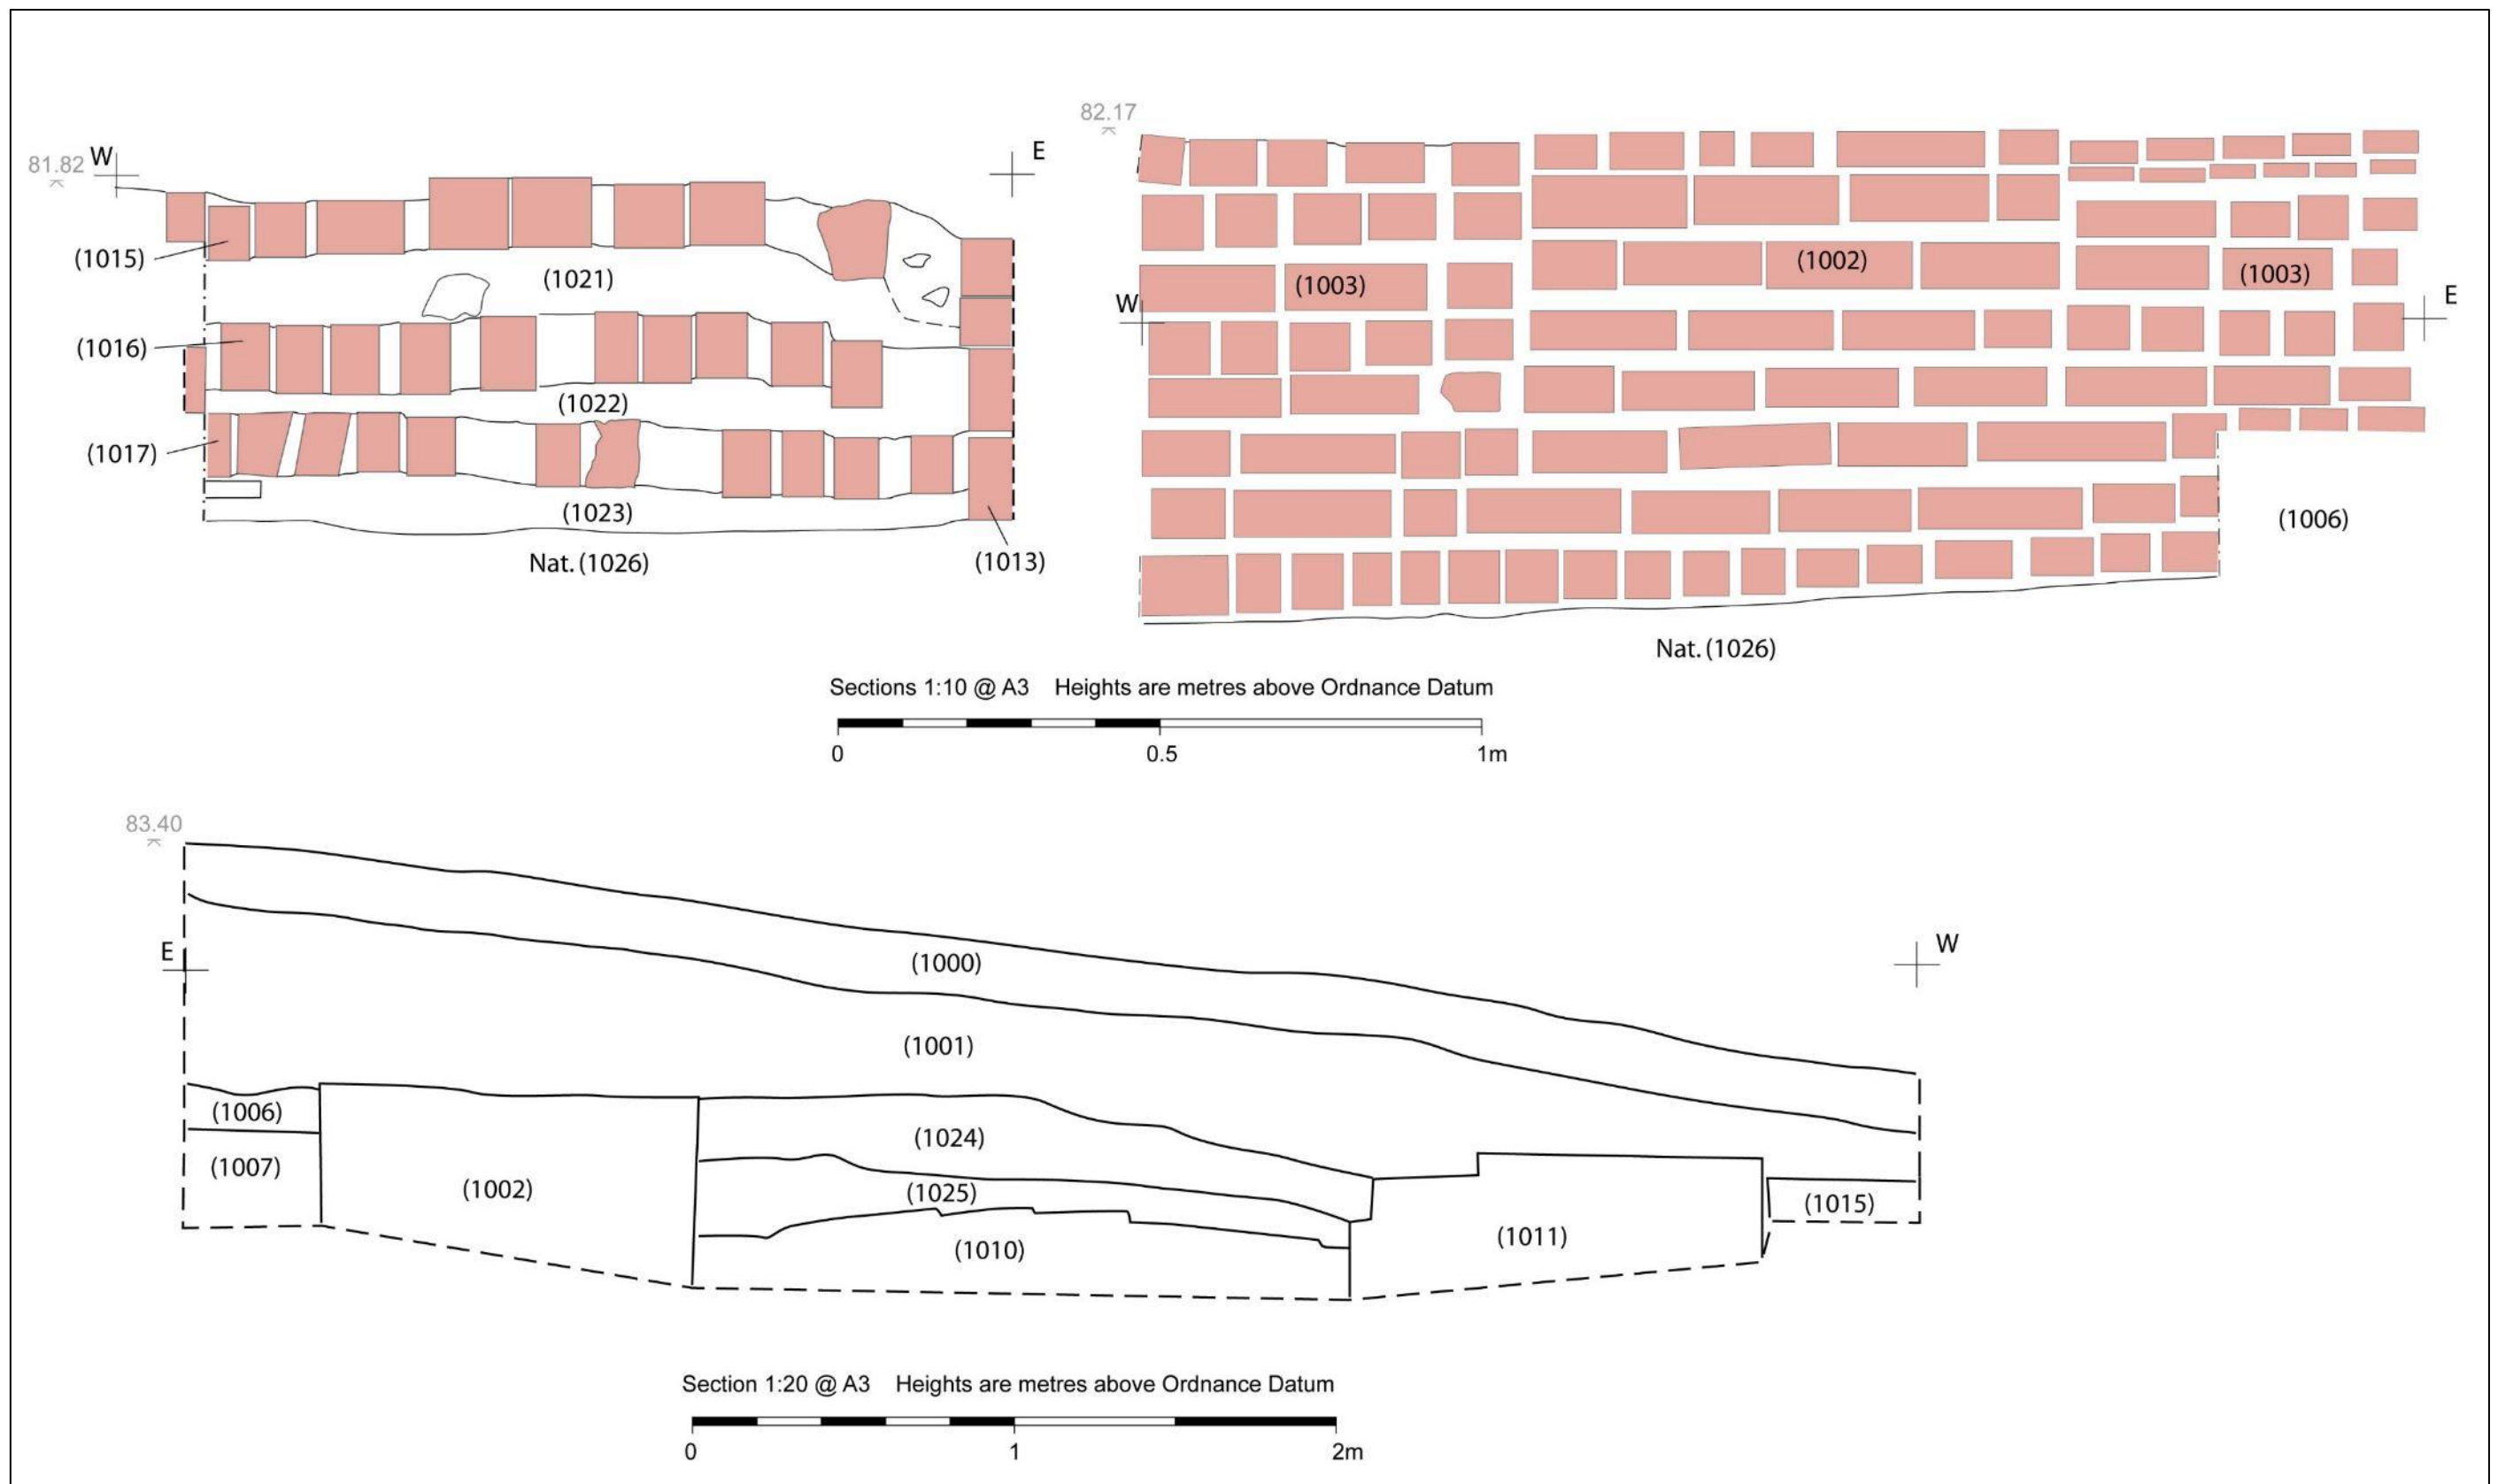 81.82 W
E
(1015)
(1021)
(1016)
(1022)
(1017)
(1023)
Nat. (1026)
(1013)
82.17
(1002)
(1003)
(1003)
W
E
(1006)
Nat. (1026)
Sections 1:10 @ A3 Heights are metres above Ordnance Datum
0 0.5 1m
83.40
E
W
(1000)
(1001)
(1006)
(1024)
(1007)
(1002)
(1025)
(1015)
(1010)
(1011)
Section 1:20 @ A3 Heights are metres above Ordnance Datum
0 1 2m